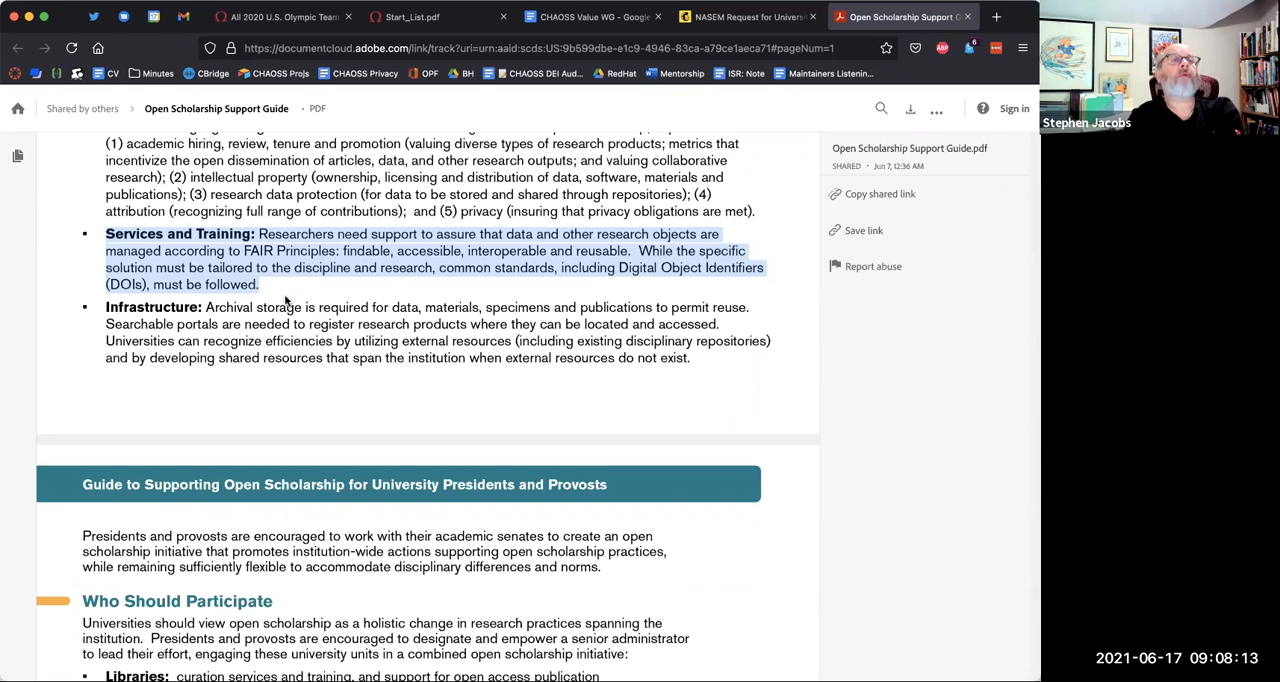 All 2020 U.S. Olympic Team
Start_List.pdf
CHAOSS Value WG - Google
NASEM Request for Universi
Open Scholarship Support G
https://documentcloud.adobe.com/link/track?uri=urn:aaid:scds:US:9b599dbe-e1c9-4946-83ca-a79ce1aeca71#pageNum=1
ABP
6
CV
Minutes
CBridge
CHAOSS Projs
CHAOSS Privacy
OPF
BH
CHAOSS DEI Aud...
RedHat
Mentorship
ISR: Note
Maintainers Listenin...
Shared by others
Open Scholarship Support Guide
• PDF
Sign in
(1) academic hiring, review, tenure and promotion (valuing diverse types of research products; metrics that
incentivize the open dissemination of articles, data, and other research outputs; and valuing collaborative
research); (2) intellectual property (ownership, licensing and distribution of data, software, materials and
publications); (3) research data protection (for data to be stored and shared through repositories); (4)
attribution (recognizing full range of contributions); and (5) privacy (insuring that privacy obligations are met).
▪ Services and Training: Researchers need support to assure that data and other research objects are
managed according to FAIR Principles: findable, accessible, interoperable and reusable. While the specific
solution must be tailored to the discipline and research, common standards, including Digital Object Identifiers
(DOIs), must be followed.
▪ Infrastructure: Archival storage is required for data, materials, specimens and publications to permit reuse.
Searchable portals are needed to register research products where they can be located and accessed.
Universities can recognize efficiencies by utilizing external resources (including existing disciplinary repositories)
and by developing shared resources that span the institution when external resources do not exist.
Guide to Supporting Open Scholarship for University Presidents and Provosts
Presidents and provosts are encouraged to work with their academic senates to create an open
scholarship initiative that promotes institution-wide actions supporting open scholarship practices,
while remaining sufficiently flexible to accommodate disciplinary differences and norms.
Who Should Participate
Universities should view open scholarship as a holistic change in research practices spanning the
institution. Presidents and provosts are encouraged to designate and empower a senior administrator
to lead their effort, engaging these university units in a combined open scholarship initiative:
▪ Libraries: curation services and training, and support for open access publication
Open Scholarship Support Guide.pdf
SHARED • Jun 7, 12:36 AM
Copy shared link
Save link
Report abuse
Stephen Jacobs
2021-06-17 09:08:13